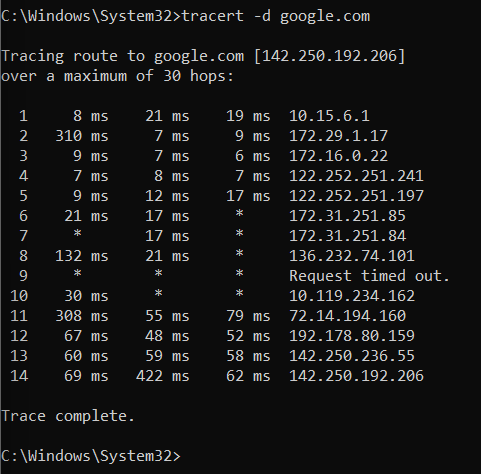 C:\Windows\System32>tracert -d google.com
Tracing route to google.com [142.250.192.206]
over a maximum of 30 hops:
1 8 ms 21 ms 19 ms 10.15.6.1
2 310 ms 7 ms 9 ms 172.29.1.17
3 9 ms 7 ms 6 ms 172.16.0.22
4 7 ms 8 ms 7 ms 122.252.251.241
5 9 ms 12 ms 17 ms 122.252.251.197
6 21 ms 17 ms * 172.31.251.85
7 * 17 ms * 172.31.251.84
8 132 ms 21 ms * 136.232.74.101
9 * * * Request timed out.
10 30 ms * * 10.119.234.162
11 308 ms 55 ms 79 ms 72.14.194.160
12 67 ms 48 ms 52 ms 192.178.80.159
13 60 ms 59 ms 58 ms 142.250.236.55
14 69 ms 422 ms 62 ms 142.250.192.206
Trace complete.
C:\Windows\System32>